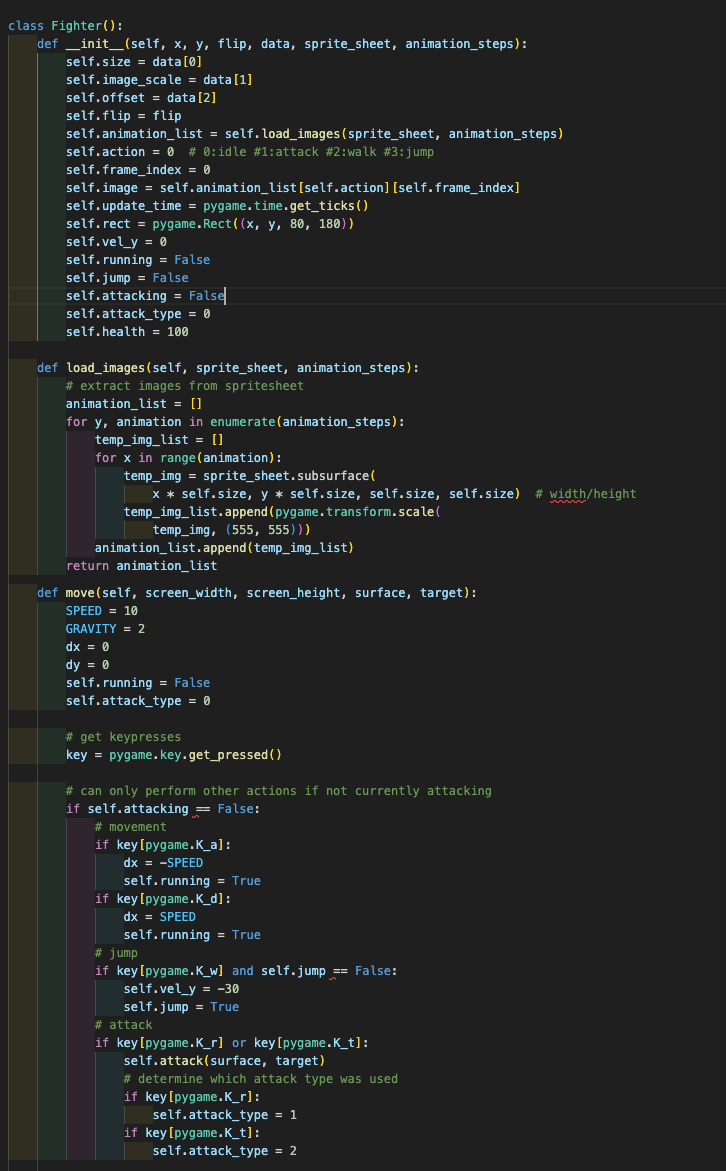 class Fighter():
    def __init__(self, x, y, flip, data, sprite_sheet, animation_steps):
        self.size = data[0]
        self.image_scale = data[1]
        self.offset = data[2]
        self.flip = flip
        self.animation_list = self.load_images(sprite_sheet, animation_steps)
        self.action = 0  # 0:idle #1:attack #2:walk #3:jump
        self.frame_index = 0
        self.image = self.animation_list[self.action][self.frame_index]
        self.update_time = pygame.time.get_ticks()
        self.rect = pygame.Rect((x, y, 80, 180))
        self.vel_y = 0
        self.running = False
        self.jump = False
        self.attacking = False
        self.attack_type = 0
        self.health = 100

    def load_images(self, sprite_sheet, animation_steps):
        # extract images from spritesheet
        animation_list = []
        for y, animation in enumerate(animation_steps):
            temp_img_list = []
            for x in range(animation):
                temp_img = sprite_sheet.subsurface(
                    x * self.size, y * self.size, self.size, self.size)  # width/height
                temp_img_list.append(pygame.transform.scale(
                    temp_img, (555, 555)))
            animation_list.append(temp_img_list)
        return animation_list

    def move(self, screen_width, screen_height, surface, target):
        SPEED = 10
        GRAVITY = 2
        dx = 0
        dy = 0
        self.running = False
        self.attack_type = 0

        # get keypresses
        key = pygame.key.get_pressed()

        # can only perform other actions if not currently attacking
        if self.attacking == False:
            # movement
            if key[pygame.K_a]:
                dx = -SPEED
                self.running = True
            if key[pygame.K_d]:
                dx = SPEED
                self.running = True
            # jump
            if key[pygame.K_w] and self.jump == False:
                self.vel_y = -30
                self.jump = True
            # attack
            if key[pygame.K_r] or key[pygame.K_t]:
                self.attack(surface, target)
                # determine which attack type was used
                if key[pygame.K_r]:
                    self.attack_type = 1
                if key[pygame.K_t]:
                    self.attack_type = 2